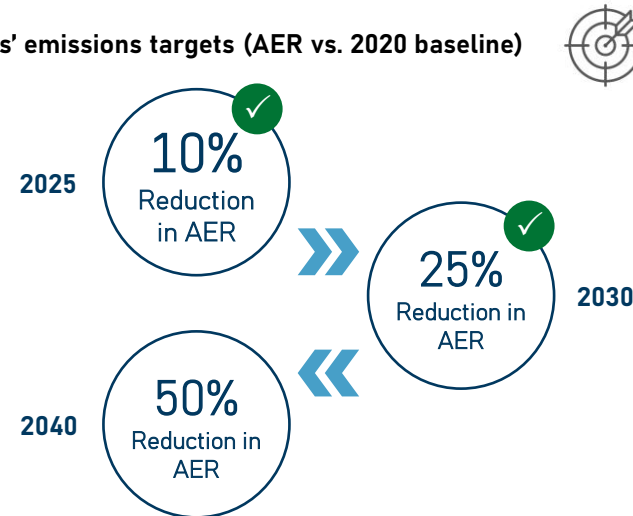 s' emissions targets (AER vs. 2020 baseline)
2025
10%
Reduction
in AER
25%
Reduction in
AER
2030
2040
50%
Reduction in
AER